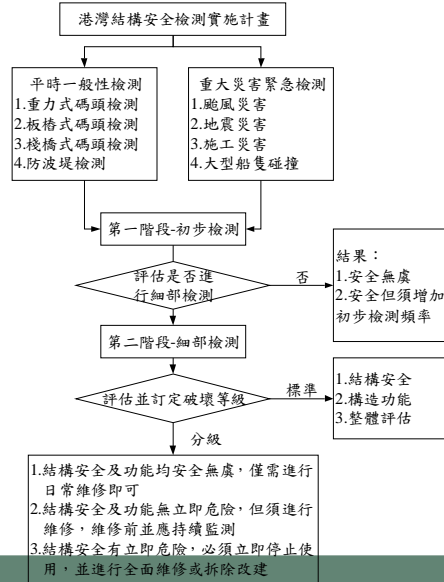 港灣結構安全檢測實施計畫
平時一般性檢測
1.重力式碼頭檢測
2.板樁式碼頭檢測
3.棧橋式碼頭檢測
4.防波堤檢測
重大災害緊急檢測
1.颱風災害
2.地震災害
3.施工災害
4.大型船隻碰撞
第一階段-初步檢測
評估是否進
行細部檢測
否
結果：
1.安全無虞
2.安全但須增加
初步檢測頻率
第二階段-細部檢測
評估並訂定破壞等級
標準
1.結構安全
2.構造功能
3.整體評估
分級
1.結構安全及功能均安全無虞，僅需進行
日常維修即可
2.結構安全及功能無立即危險，但須進行
維修，維修前並應持續監測
3.結構安全有立即危險，必須立即停止使
用，並進行全面維修或拆除改建